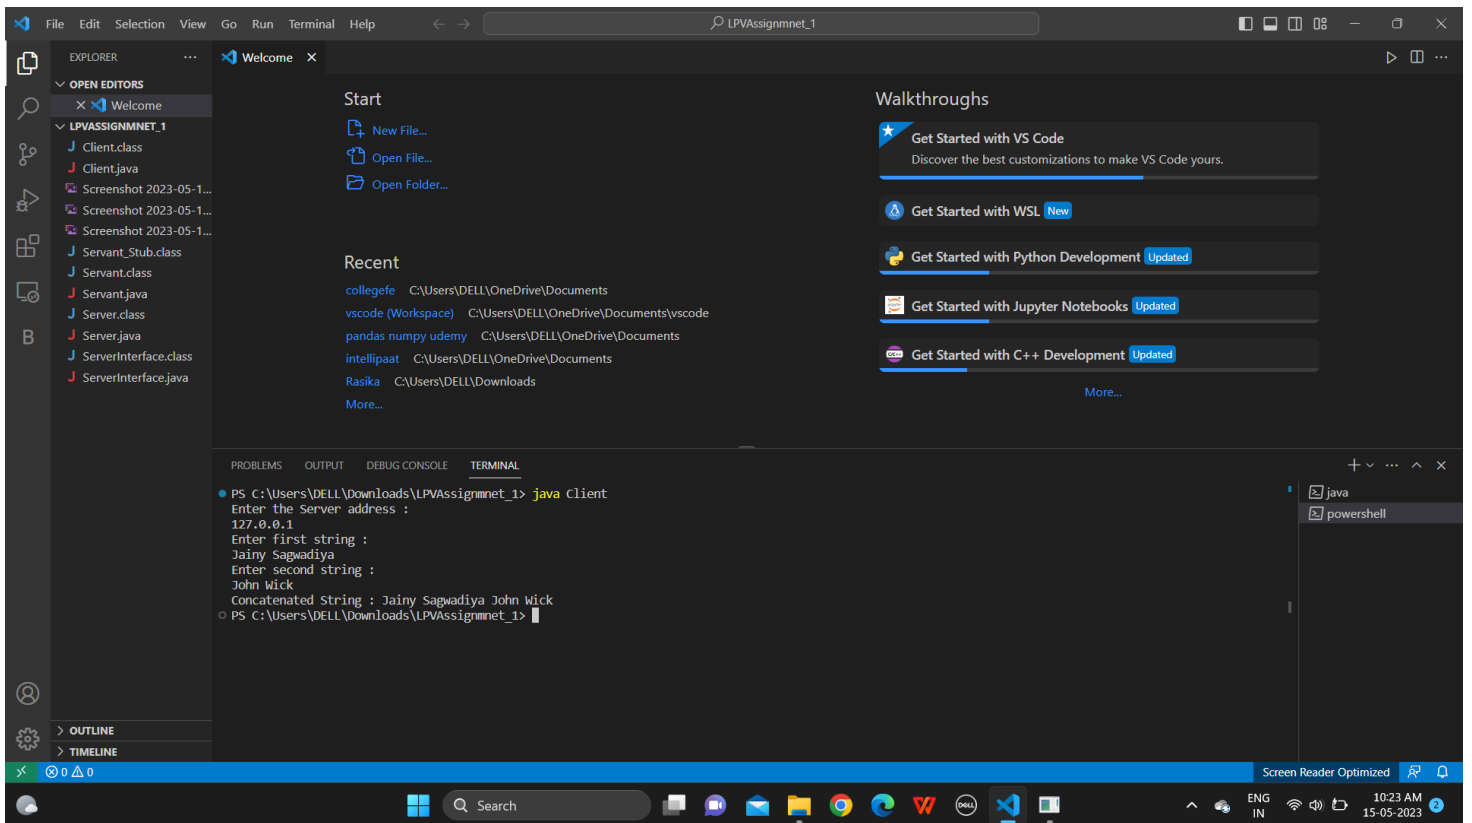 File Edit Selection View Go Run Terminal Help
LPVAssignmnet_1
EXPLORER
Welcome
OPEN EDITORS
Welcome
LPVASSIGNMNET_1
J Client.class
J Client.java
Screenshot 2023-05-1...
Screenshot 2023-05-1...
Screenshot 2023-05-1...
J Servant_Stub.class
J Servant.class
J Servant.java
J Server.class
J Server.java
J ServerInterface.class
J ServerInterface.java
OUTLINE
TIMELINE
Start
New File...
Open File...
Open Folder...
Recent
collegefe C:\Users\DELL\OneDrive\Documents
vscode (Workspace) C:\Users\DELL\OneDrive\Documents\vscode
pandas numpy udemy C:\Users\DELL\OneDrive\Documents
intellipaat C:\Users\DELL\OneDrive\Documents
Rasika C:\Users\DELL\Downloads
More...
Walkthroughs
Get Started with VS Code
Discover the best customizations to make VS Code yours.
Get Started with WSL New
Get Started with Python Development Updated
Get Started with Jupyter Notebooks Updated
Get Started with C++ Development Updated
More...
PROBLEMS OUTPUT DEBUG CONSOLE TERMINAL
PS C:\Users\DELL\Downloads\LPVAssignmnet_1> java Client
Enter the Server address :
127.0.0.1
Enter first string :
Jainy Sagwadiya
Enter second string :
John Wick
Concatenated String : Jainy Sagwadiya John Wick
PS C:\Users\DELL\Downloads\LPVAssignmnet_1>
java
powershell
0 0
Screen Reader Optimized
Search
DELL
ENG
IN
10:23 AM
15-05-2023
2